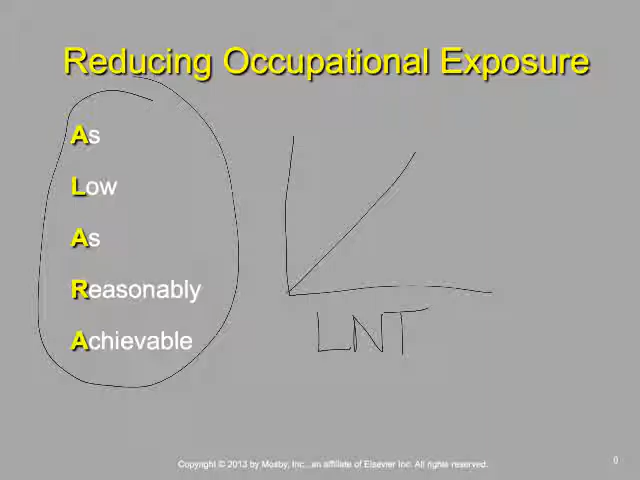 Reducing Occupational Exposure
As
Low
As
Reasonably
Achievable
LNT
Copyright © 2013 by Mosby, Inc., an affiliate of Elsevier Inc. All rights reserved.